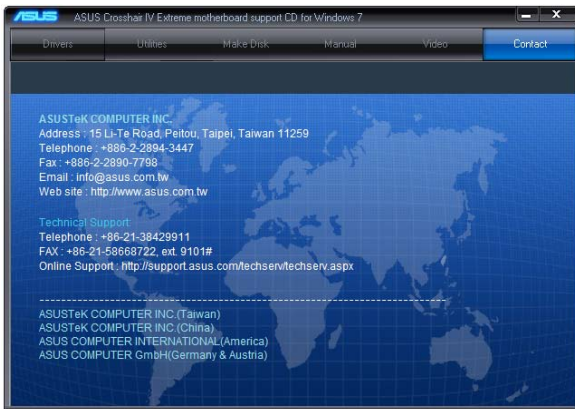 ASUS ASUS Crosshair IV Extreme motherboard support CD for Windows 7
Drivers Utilities Make Disk Manual Video Contact
ASUSTeK COMPUTER INC.
Address : 15 Li-Te Road, Peitou, Taipei, Taiwan 11259
Telephone : +886-2-2894-3447
Fax : +886-2-2890-7798
Email : info@asus.com.tw
Web site : http://www.asus.com.tw
Technical Support:
Telephone : +86-21-38429911
FAX : +86-21-58668722, ext. 9101#
Online Support : http://support.asus.com/techserv/techserv.aspx
ASUSTeK COMPUTER INC.(Taiwan)
ASUSTeK COMPUTER INC.(China)
ASUS COMPUTER INTERNATIONAL(America)
ASUS COMPUTER GmbH(Germany & Austria)